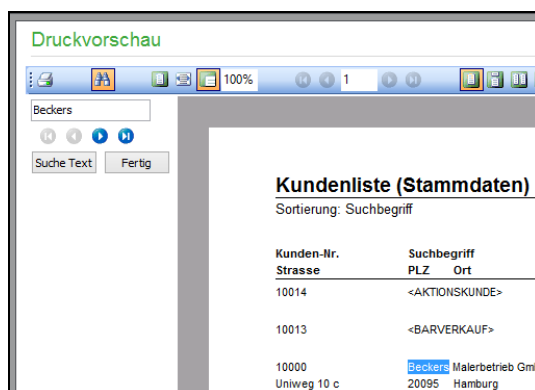 Druckvorschau
100%
1
Beckers
Suche Text Fertig
Kundenliste (Stammdaten)
Sortierung: Suchbegriff
Kunden-Nr. Suchbegriff
Strasse PLZ Ort
10014 <AKTIONSKUNDE>
10013 <BARVERKAUF>
10000 Beckers Malerbetrieb
Uniweg 10 c 20095 Hamburg